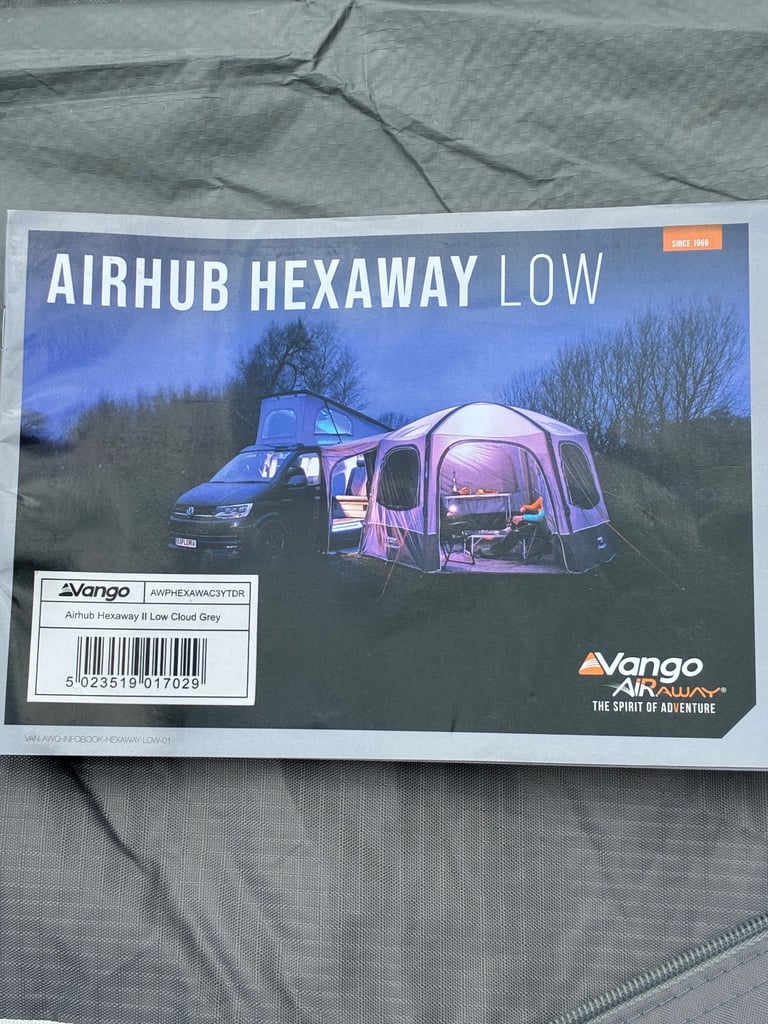 SINCE 1966
AIRHUB HEXAWAY LOW
EXPLORIA
Vango
AWPHEXAWAC3YTDR
Airhub Hexaway II Low Cloud Grey
5 023519 017029
Vango
AIRAWAY®
THE SPIRIT OF ADVENTURE
VAN-AWQ-INFOBOOK-HEXAWAY-LOW-01